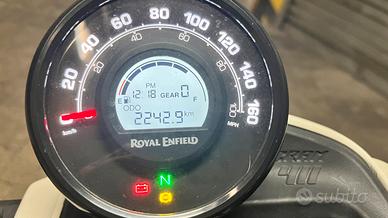 20 40 60 80 100 120 140 160
20 40 60 80 100
km/h
MPH
PM
12:18 GEAR 0
E F
ODO
2242.9 km
ROYAL ENFIELD
N
411
subito